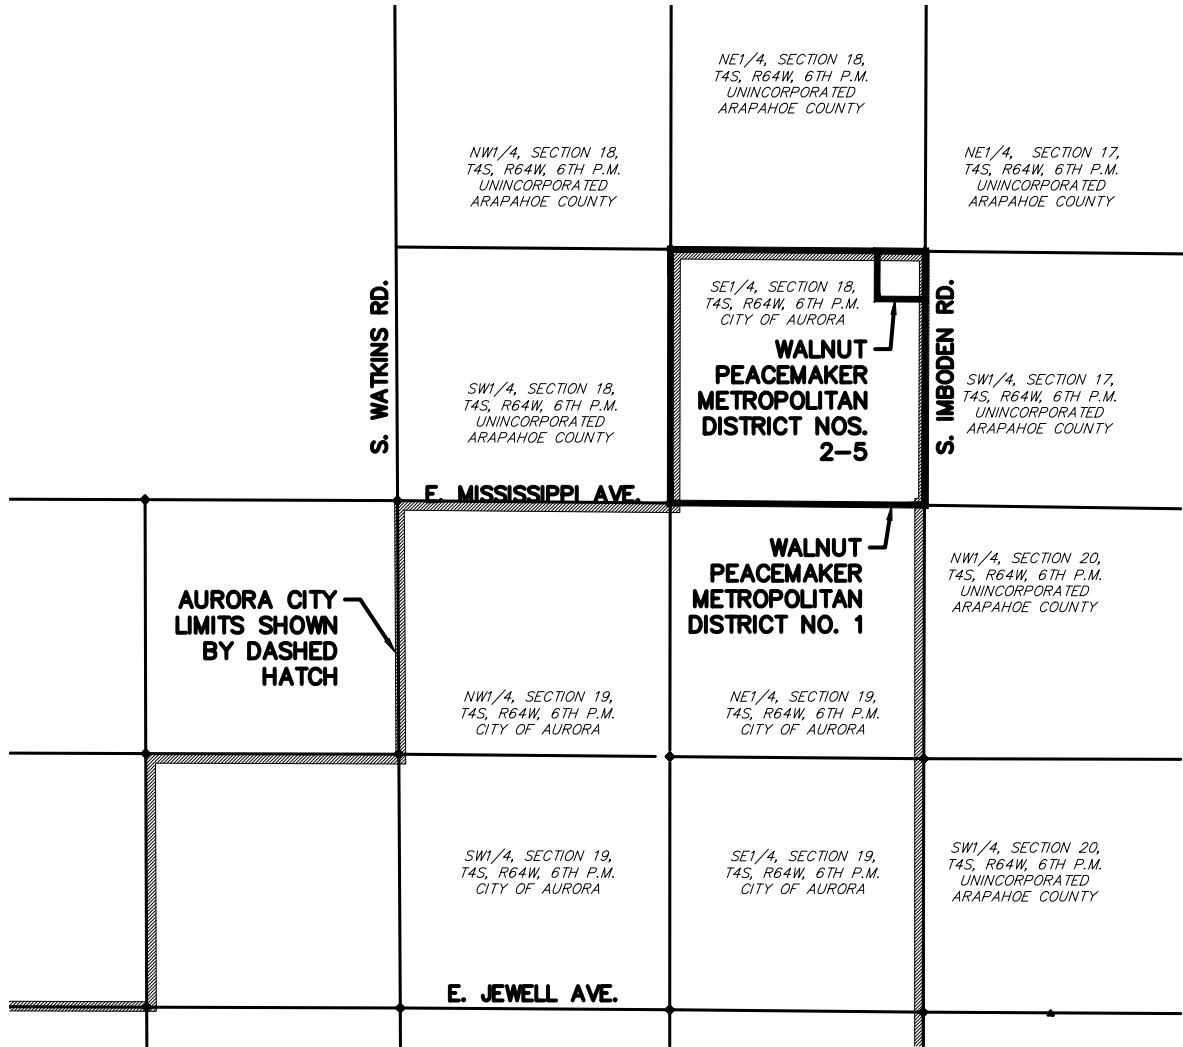 NE1/4, SECTION 18,
T4S, R64W, 6TH P.M.
UNINCORPORATED
ARAPAHOE COUNTY
NW1/4, SECTION 18,
T4S, R64W, 6TH P.M.
UNINCORPORATED
ARAPAHOE COUNTY
NE1/4, SECTION 17,
T4S, R64W, 6TH P.M.
UNINCORPORATED
ARAPAHOE COUNTY
S. WATKINS RD.
SE1/4, SECTION 18,
T4S, R64W, 6TH P.M.
CITY OF AURORA
WALNUT
PEACEMAKER
METROPOLITAN
DISTRICT NOS.
2-5
S. IMBODEN RD.
SW1/4, SECTION 18,
T4S, R64W, 6TH P.M.
UNINCORPORATED
ARAPAHOE COUNTY
SW1/4, SECTION 17,
T4S, R64W, 6TH P.M.
UNINCORPORATED
ARAPAHOE COUNTY
E. MISSISSIPPI AVE.
WALNUT
PEACEMAKER
METROPOLITAN
DISTRICT NO. 1
NW1/4, SECTION 20,
T4S, R64W, 6TH P.M.
UNINCORPORATED
ARAPAHOE COUNTY
AURORA CITY
LIMITS SHOWN
BY DASHED
HATCH
NW1/4, SECTION 19,
T4S, R64W, 6TH P.M.
CITY OF AURORA
NE1/4, SECTION 19,
T4S, R64W, 6TH P.M.
CITY OF AURORA
SW1/4, SECTION 19,
T4S, R64W, 6TH P.M.
CITY OF AURORA
SE1/4, SECTION 19,
T4S, R64W, 6TH P.M.
CITY OF AURORA
SW1/4, SECTION 20,
T4S, R64W, 6TH P.M.
UNINCORPORATED
ARAPAHOE COUNTY
E. JEWELL AVE.